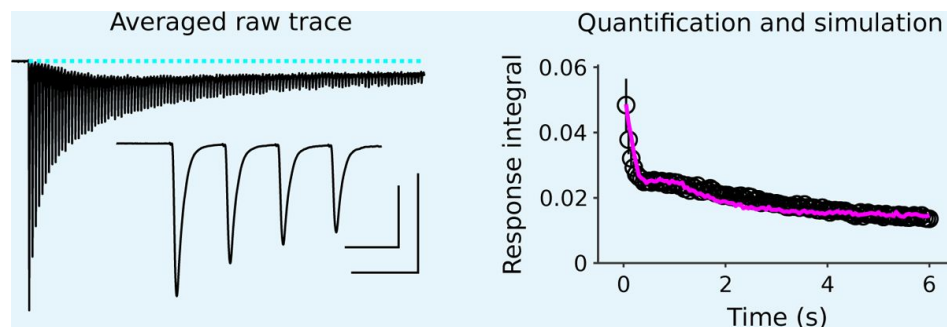 Averaged raw trace
Quantification and simulation
Response integral
0.06
0.04
0.02
0
0
2
4
6
Time (s)